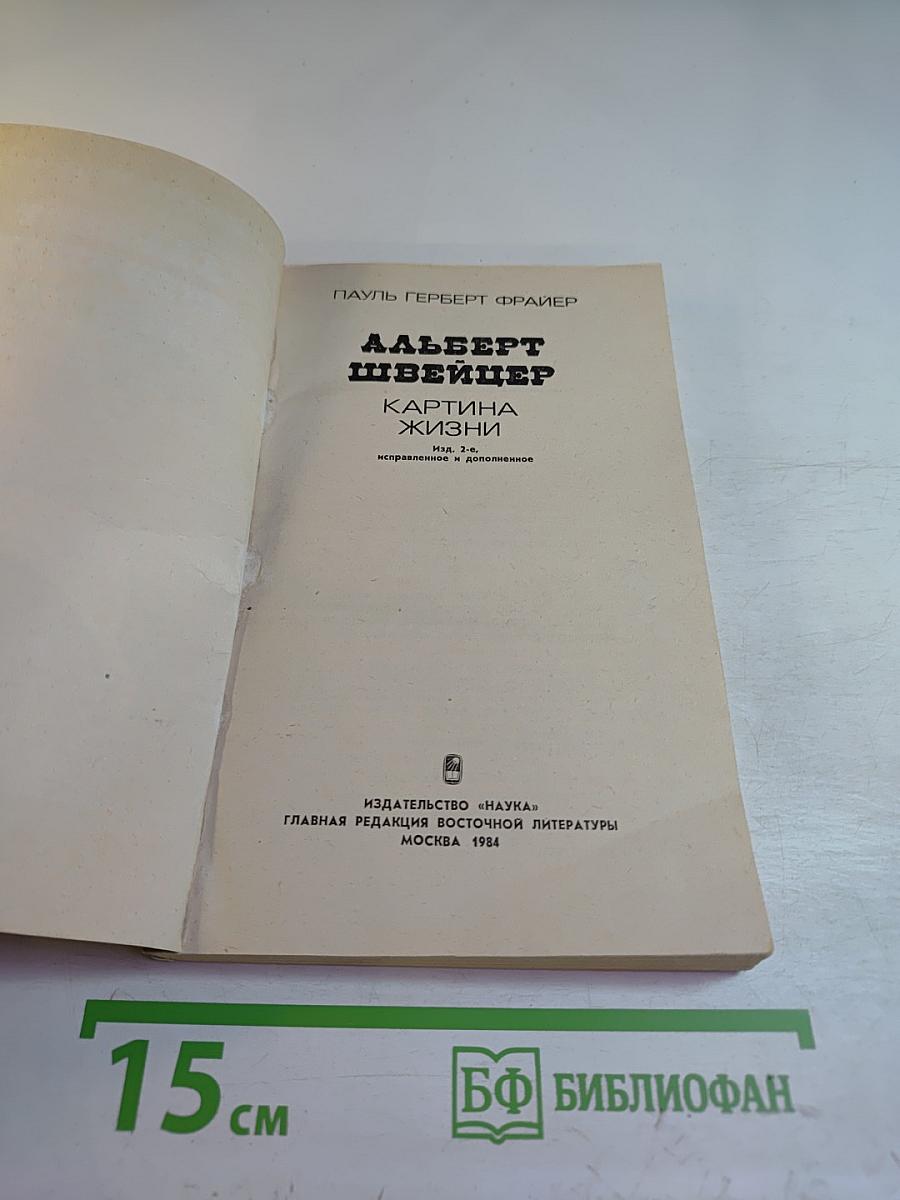 ПАУЛЬ ГЕРБЕРТ ФРАЙЕР
АЛЬБЕРТ
ШВЕЙЦЕР
КАРТИНА
ЖИЗНИ
Изд. 2-е,
исправленное и дополненное
ИЗДАТЕЛЬСТВО «НАУКА»
ГЛАВНАЯ РЕДАКЦИЯ ВОСТОЧНОЙ ЛИТЕРАТУРЫ
МОСКВА 1984
15 см
БФ БИБЛИОФАН